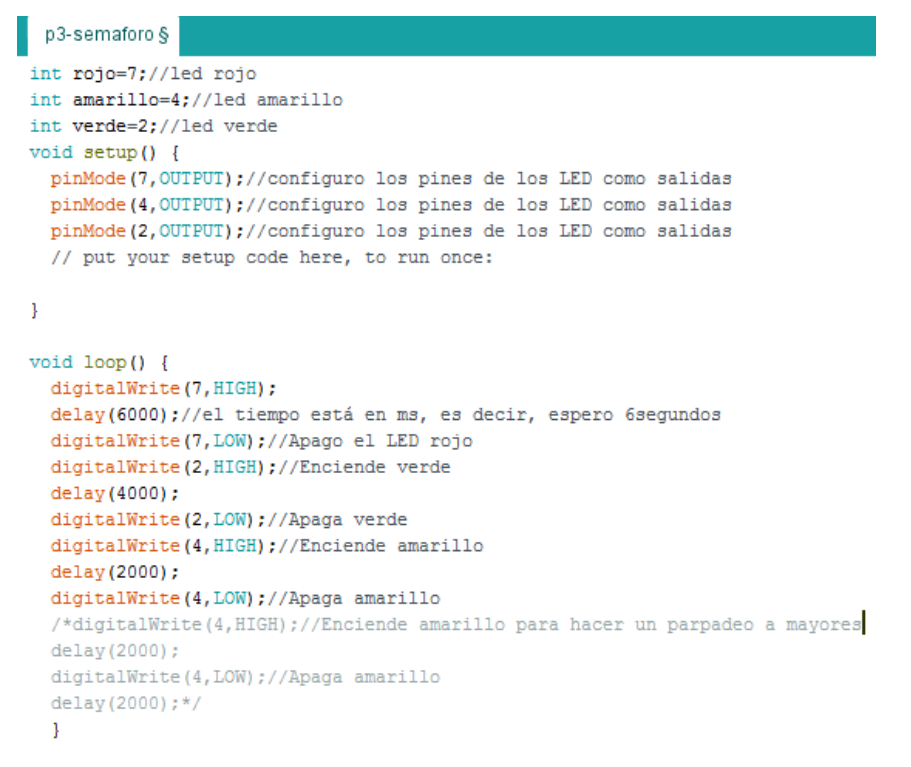 p3-semaforo §
int rojo=7;//led rojo
int amarillo=4;//led amarillo
int verde=2;//led verde
void setup() {
  pinMode(7,OUTPUT);//configuro los pines de los LED como salidas
  pinMode(4,OUTPUT);//configuro los pines de los LED como salidas
  pinMode(2,OUTPUT);//configuro los pines de los LED como salidas
  // put your setup code here, to run once:
}
void loop() {
  digitalWrite(7,HIGH);
  delay(6000);//el tiempo está en ms, es decir, espero 6segundos
  digitalWrite(7,LOW);//Apago el LED rojo
  digitalWrite(2,HIGH);//Enciende verde
  delay(4000);
  digitalWrite(2,LOW);//Apaga verde
  digitalWrite(4,HIGH);//Enciende amarillo
  delay(2000);
  digitalWrite(4,LOW);//Apaga amarillo
  /*digitalWrite(4,HIGH);//Enciende amarillo para hacer un parpadeo a mayores
  delay(2000);
  digitalWrite(4,LOW);//Apaga amarillo
  delay(2000);*/
  }